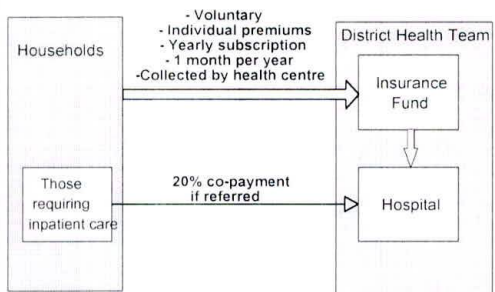 Households
- Voluntary
- Individual premiums
- Yearly subscription
- 1 month per year
-Collected by health centre
District Health Team
Insurance
Fund
Those
requiring
inpatient care
20% co-payment
if referred
Hospital